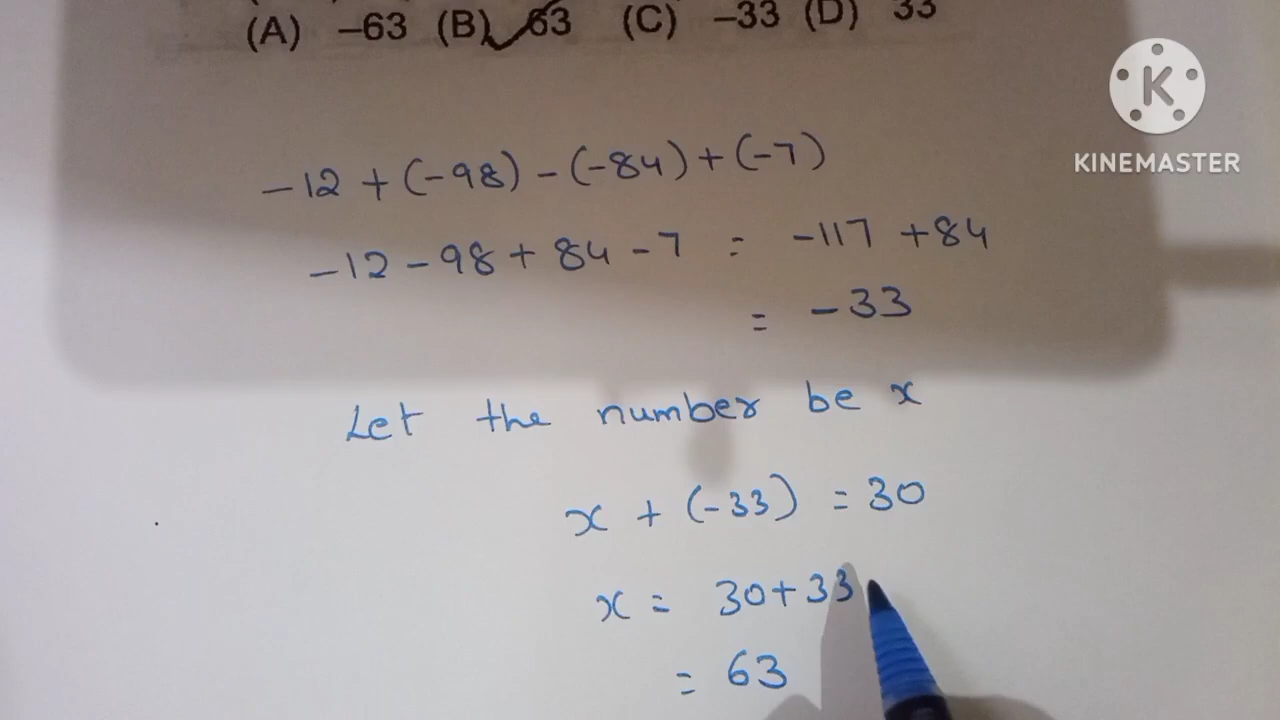 (A) –63 (B) 63 (C) –33 (D) 33
K
KINEMASTER
-12 + (-98) - (-84) + (-7)
-12 - 98 + 84 - 7 = -117 + 84
= -33
Let the number be x
x + (-33) = 30
x = 30 + 33
= 63